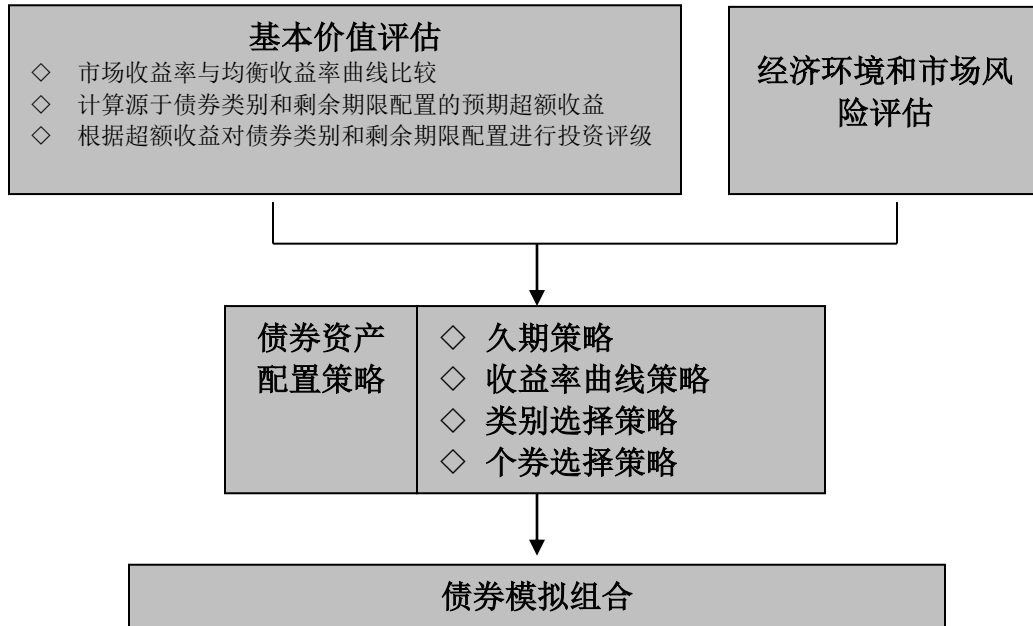 基本价值评估
◇ 市场收益率与均衡收益率曲线比较
◇ 计算源于债券类别和剩余期限配置的预期超额收益
◇ 根据超额收益对债券类别和剩余期限配置进行投资评级
经济环境和市场风
险评估
债券资产
配置策略
◇ 久期策略
◇ 收益率曲线策略
◇ 类别选择策略
◇ 个券选择策略
债券模拟组合